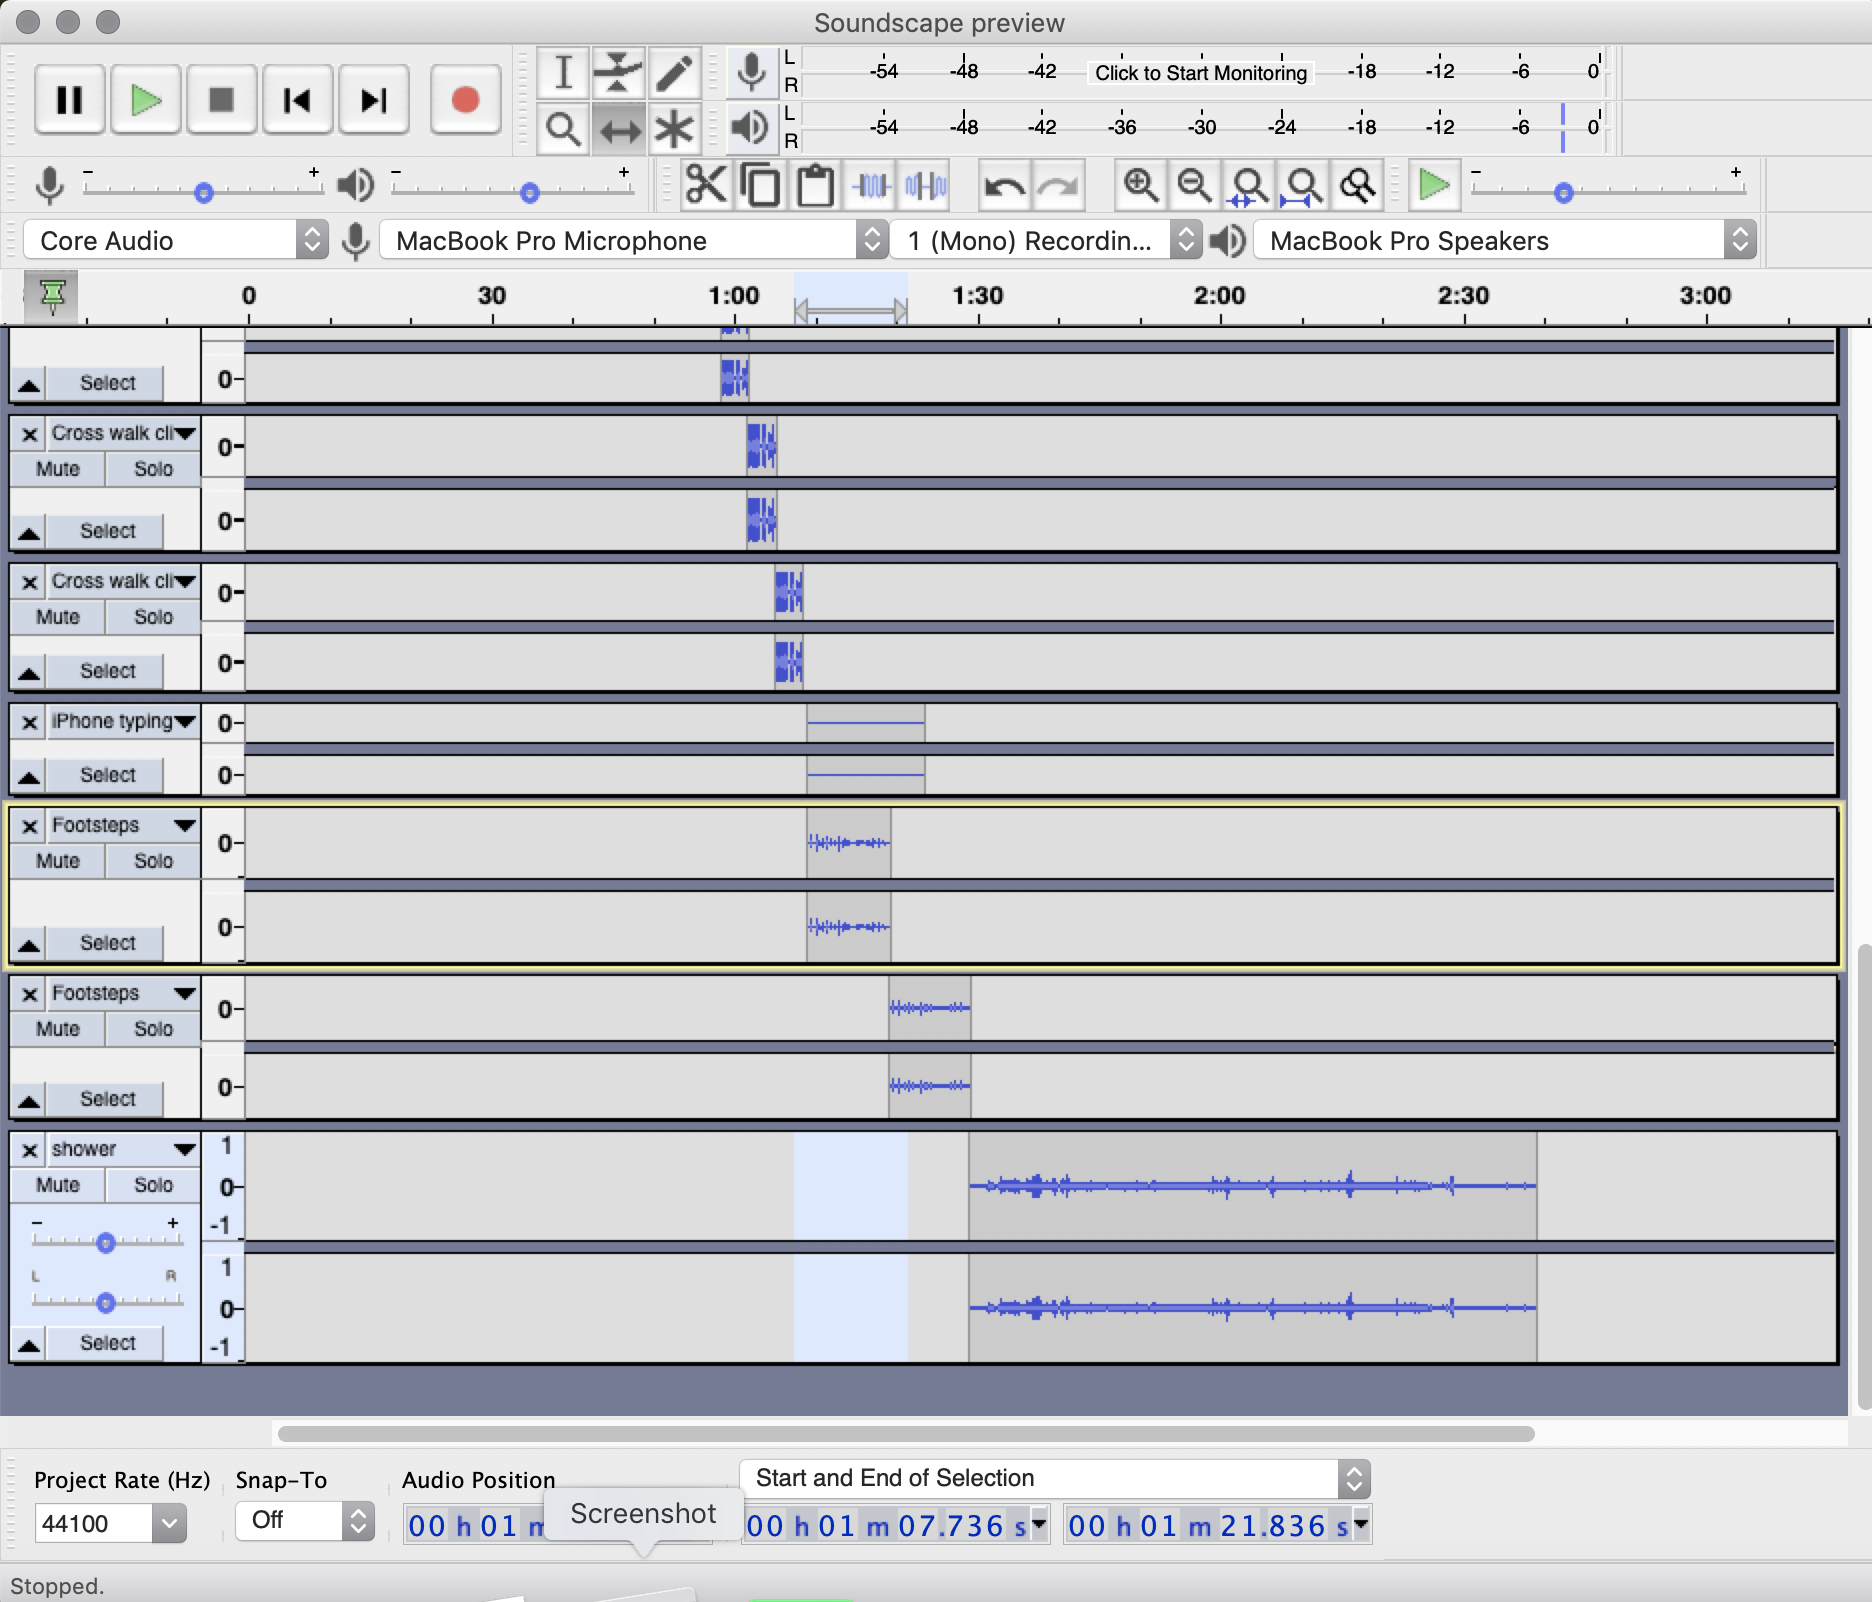 Soundscape preview
L
R
-54 -48 -42 Click to Start Monitoring -18 -12 -6 0
L
R
-54 -48 -42 -36 -30 -24 -18 -12 -6 0
- + - + - +
Core Audio MacBook Pro Microphone 1 (Mono) Recordin... MacBook Pro Speakers
0 30 1:00 1:30 2:00 2:30 3:00
Select 0
Cross walk cli 0
Mute Solo
Select 0
Cross walk cli 0
Mute Solo
Select 0
iPhone typing 0
Select 0
Footsteps 0
Mute Solo
Select 0
Footsteps 0
Mute Solo
Select 0
shower 1
Mute Solo 0
- + -1
L R 1
0
Select -1
Project Rate (Hz) Snap-To Audio Position Start and End of Selection
44100 Off 00 h 01 m Screenshot 00 h 01 m 07.736 s 00 h 01 m 21.836 s
Stopped.